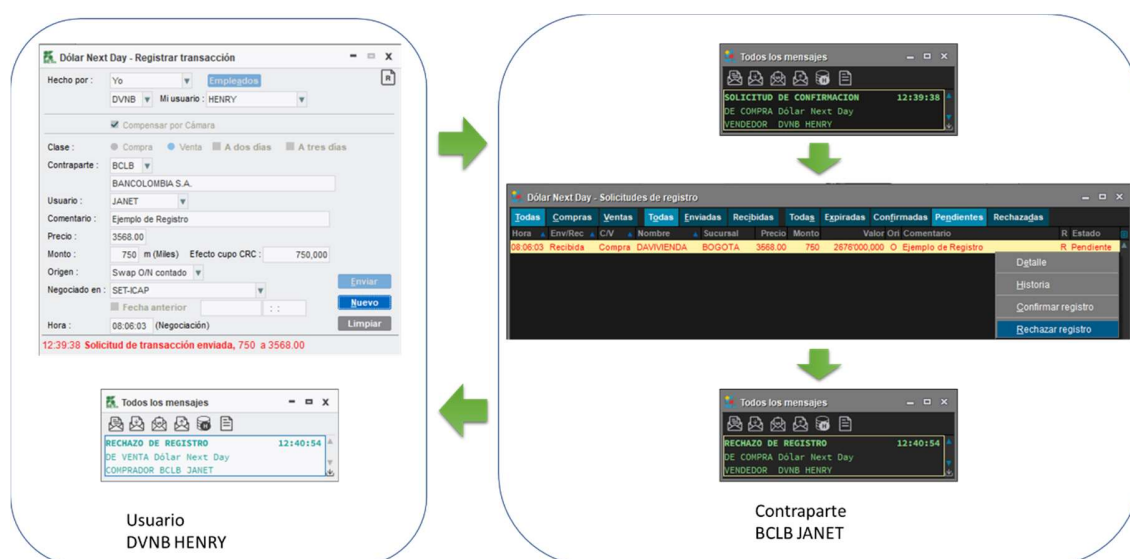 Dólar Next Day - Registrar transacción
Hecho por : Yo Empleados R
DVNB Mi usuario : HENRY
Compensar por Cámara
Clase : Compra Venta A dos días A tres días
Contraparte : BCLB
BANCOLOMBIA S.A.
Usuario : JANET
Comentario : Ejemplo de Registro
Precio : 3568.00
Monto : 750 m (Miles) Efecto cupo CRC : 750,000
Origen : Swap O/N contado
Enviar
Negociado en : SET-ICAP
Nuevo
Fecha anterior : :
Hora : 08:06:03 (Negociación) Limpiar
12:39:38 Solicitud de transacción enviada, 750 a 3568.00
Todos los mensajes
RECHAZO DE REGISTRO 12:40:54
DE VENTA Dólar Next Day
COMPRADOR BCLB JANET
Usuario
DVNB HENRY
Todos los mensajes
SOLICITUD DE CONFIRMACION 12:39:38
DE COMPRA Dólar Next Day
VENDEDOR DVNB HENRY
Dólar Next Day - Solicitudes de registro
Todas Compras Ventas Todas Enviadas Recibidas Todas Expiradas Confirmadas Pendientes Rechazadas
Hora Env/Rec C/V Nombre Sucursal Precio Monto Valor Ori Comentario R Estado
08:06:03 Recibida Compra DAVIVIENDA BOGOTA 3568.00 750 2676'000,000 O Ejemplo de Registro R Pendiente
Detalle
Historia
Confirmar registro
Rechazar registro
Todos los mensajes
RECHAZO DE REGISTRO 12:40:54
DE COMPRA Dólar Next Day
VENDEDOR DVNB HENRY
Contraparte
BCLB JANET